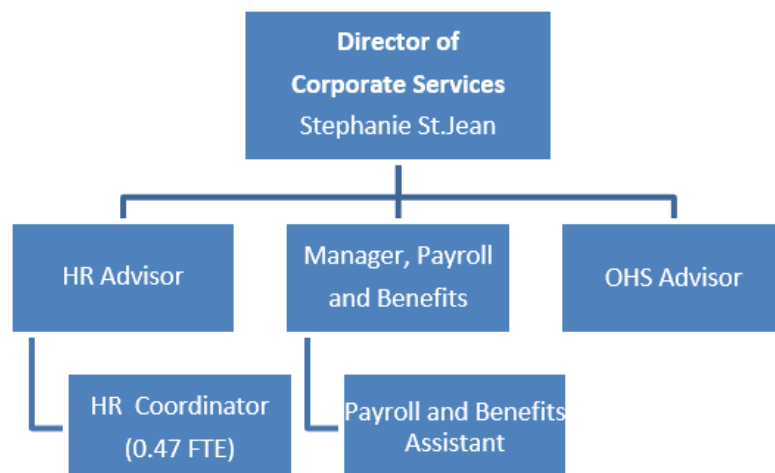 Director of
Corporate Services
Stephanie St.Jean
HR Advisor
Manager, Payroll
and Benefits
OHS Advisor
HR Coordinator
(0.47 FTE)
Payroll and Benefits
Assistant